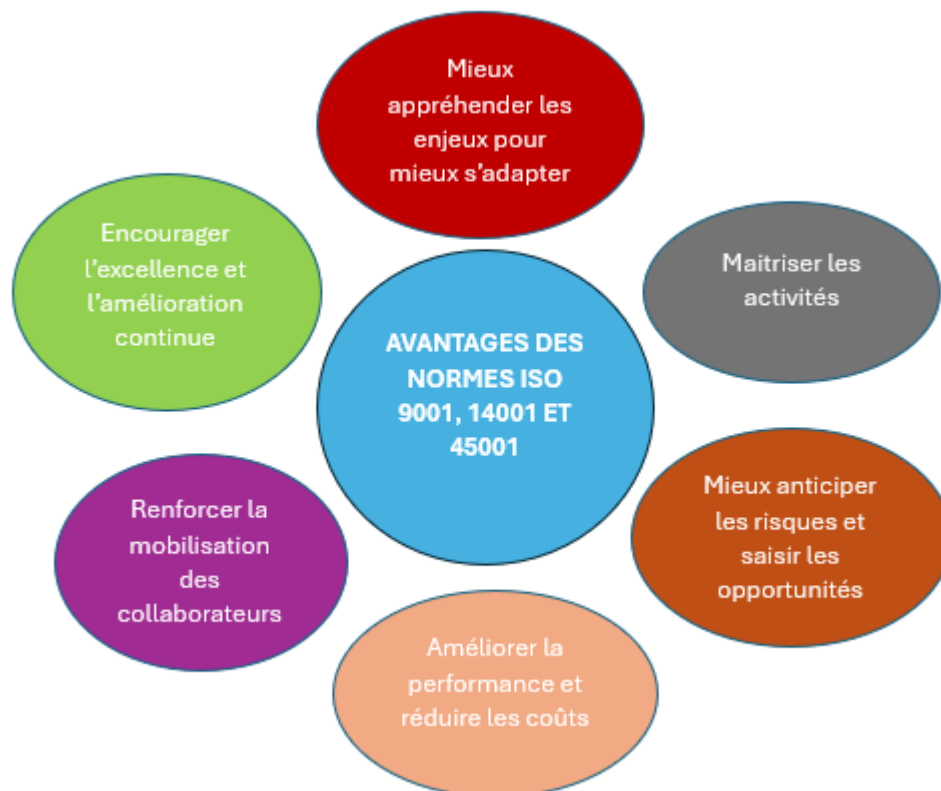 Mieux
appréhender les
enjeux pour
mieux s'adapter
Encourager
l'excellence et
l'amélioration
continue
Maitriser les
activités
AVANTAGES DES
NORMES ISO
9001, 14001 ET
45001
Mieux anticiper
les risques et
saisir les
opportunités
Renforcer la
mobilisation
des
collaborateurs
Améliorer la
performance et
réduire les coûts